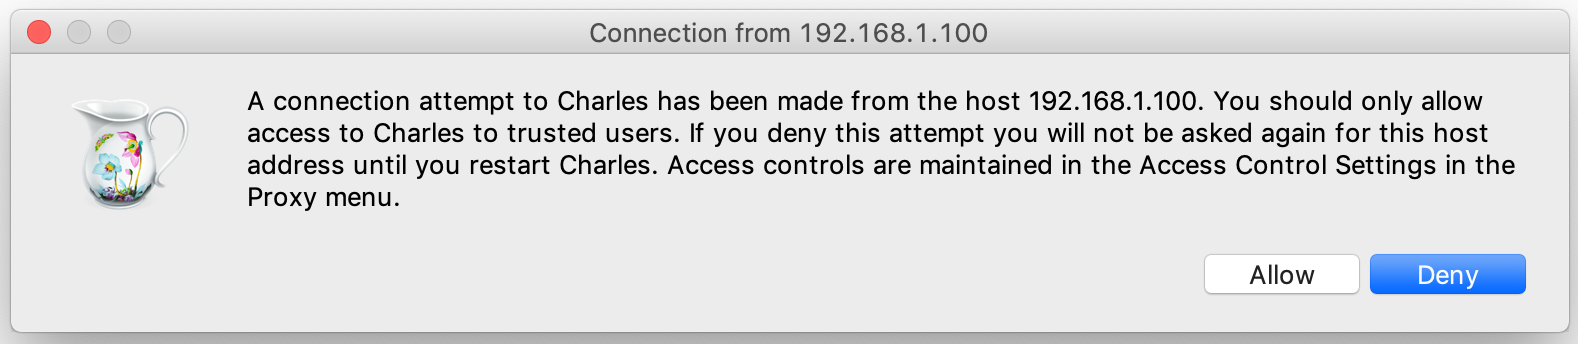 Connection from 192.168.1.100
A connection attempt to Charles has been made from the host 192.168.1.100. You should only allow
access to Charles to trusted users. If you deny this attempt you will not be asked again for this host
address until you restart Charles. Access controls are maintained in the Access Control Settings in the
Proxy menu.
Allow
Deny